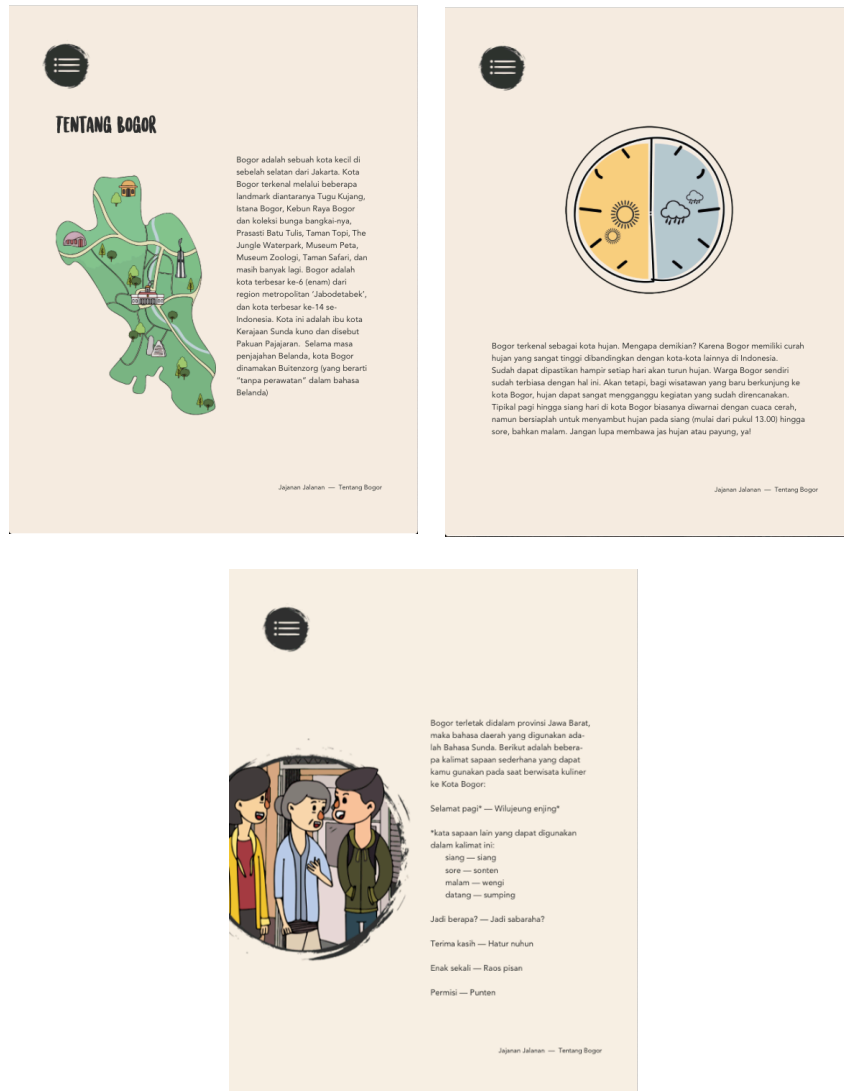 TENTANG BOGOR
Bogor adalah sebuah kota kecil di
sebelah selatan dari Jakarta. Kota
Bogor terkenal melalui beberapa
landmark diantaranya Tugu Kujang,
Istana Bogor, Kebun Raya Bogor
dan koleksi bunga bangkai-nya,
Prasasti Batu Tulis, Taman Topi, The
Jungle Waterpark, Museum Peta,
Museum Zoologi, Taman Safari, dan
masih banyak lagi. Bogor adalah
kota terbesar ke-6 (enam) dari
region metropolitan ‘Jabodetabek’,
dan kota terbesar ke-14 se-
Indonesia. Kota ini adalah ibu kota
Kerajaan Sunda kuno dan disebut
Pakuan Pajajaran. Selama masa
penjajahan Belanda, kota Bogor
dinamakan Buitenzorg (yang berarti
“tanpa perawatan” dalam bahasa
Belanda)
Jajanan Jalanan — Tentang Bogor
Bogor terkenal sebagai kota hujan. Mengapa demikian? Karena Bogor memiliki curah
hujan yang sangat tinggi dibandingkan dengan kota-kota lainnya di Indonesia.
Sudah dapat dipastikan hampir setiap hari akan turun hujan. Warga Bogor sendiri
sudah terbiasa dengan hal ini. Akan tetapi, bagi wisatawan yang baru berkunjung ke
kota Bogor, hujan dapat sangat mengganggu kegiatan yang sudah direncanakan.
Tipikal pagi hingga siang hari di kota Bogor biasanya diwarnai dengan cuaca cerah,
namun bersiaplah untuk menyambut hujan pada siang (mulai dari pukul 13.00) hingga
sore, bahkan malam. Jangan lupa membawa jas hujan atau payung, ya!
Jajanan Jalanan — Tentang Bogor
Bogor terletak didalam provinsi Jawa Barat,
maka bahasa daerah yang digunakan ada-
lah Bahasa Sunda. Berikut adalah bebera-
pa kalimat sapaan sederhana yang dapat
kamu gunakan pada saat berwisata kuliner
ke Kota Bogor:
Selamat pagi* — Wilujeung enjing*
*kata sapaan lain yang dapat digunakan
dalam kalimat ini:
siang — siang
sore — sonten
malam — wengi
datang — sumping
Jadi berapa? — Jadi sabaraha?
Terima kasih — Hatur nuhun
Enak sekali — Raos pisan
Permisi — Punten
Jajanan Jalanan — Tentang Bogor